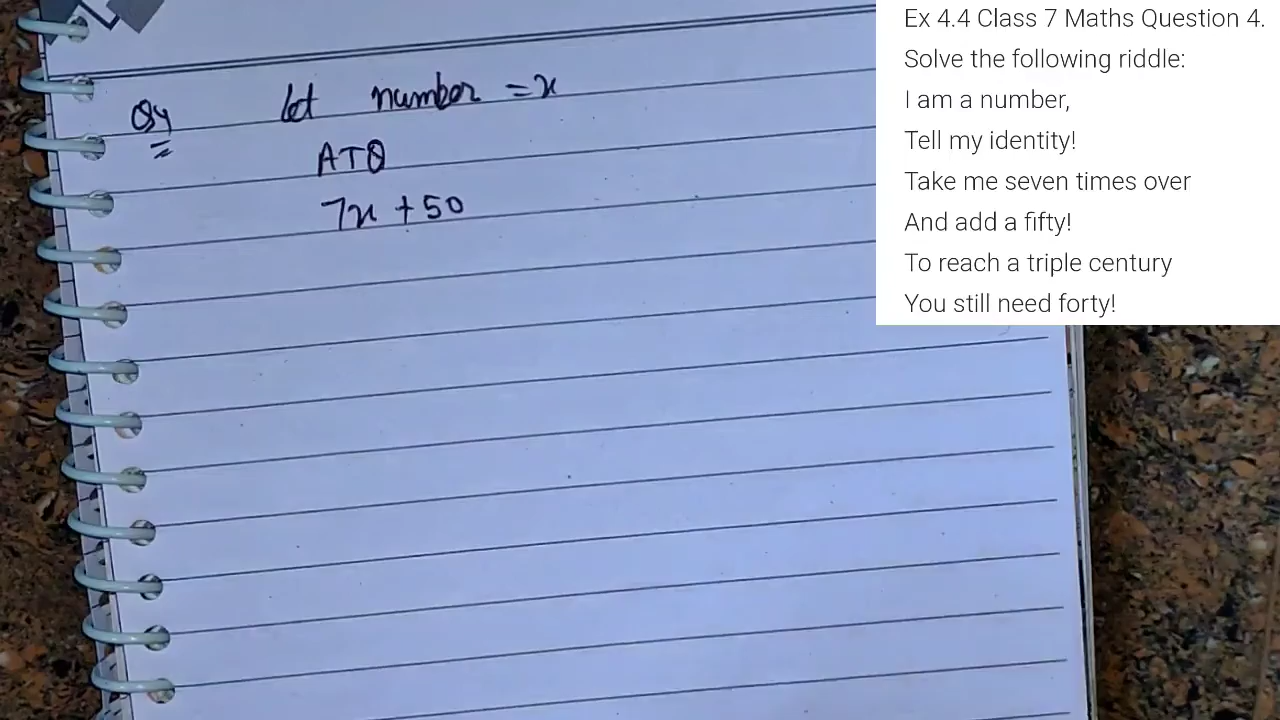 Ex 4.4 Class 7 Maths Question 4.
Solve the following riddle:
I am a number,
Tell my identity!
Take me seven times over
And add a fifty!
To reach a triple century
You still need forty!
Q4 let number = x
ATQ
7x + 50